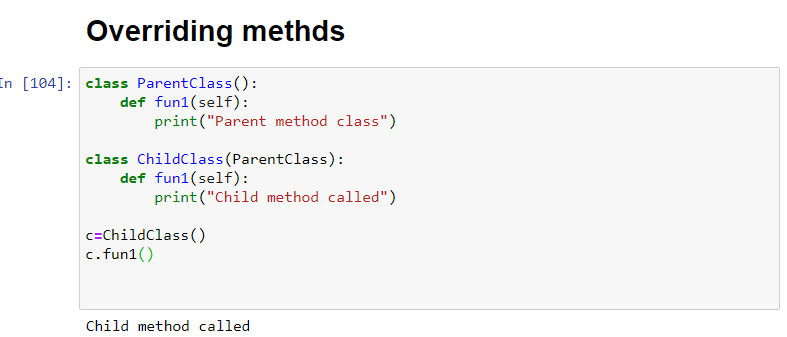 Overriding methds
In [104]:
class ParentClass():
    def fun1(self):
        print("Parent method class")
class ChildClass(ParentClass):
    def fun1(self):
        print("Child method called")
c=ChildClass()
c.fun1()
Child method called